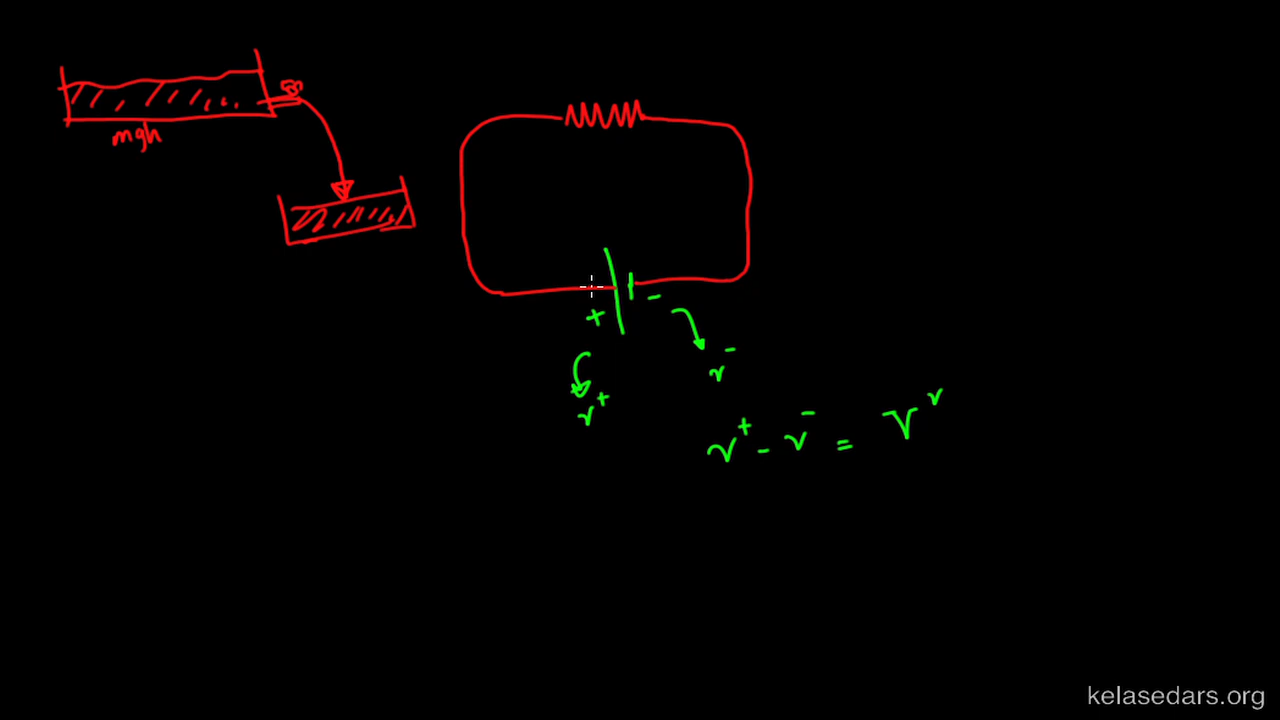 mgh
+ -
v⁺
v⁻
v⁺ - v⁻ = V^v
kelasedars.org